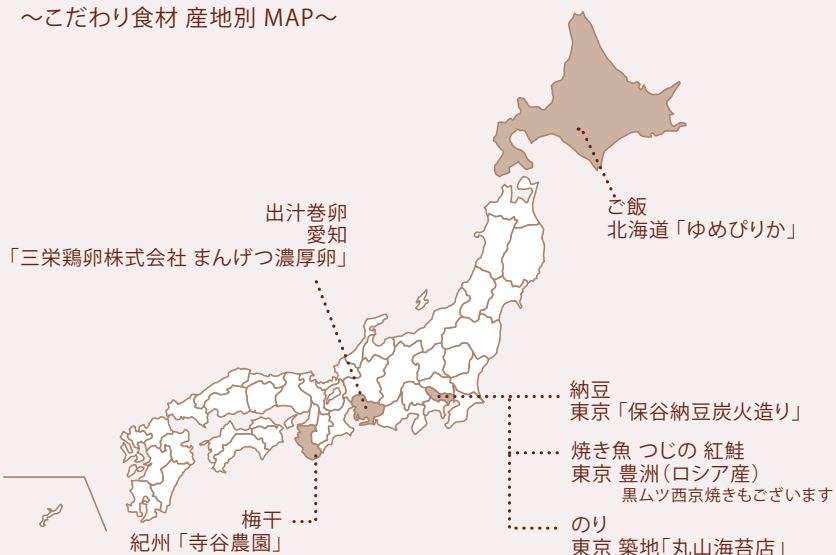 ～こだわり食材 産地別 MAP～
ご飯
北海道「ゆめぴりか」
出汁巻卵
愛知
「三栄鶏卵株式会社 まんげつ濃厚卵」
納豆
東京「保谷納豆炭火造り」
焼き魚 つじの 紅鮭
東京 豊洲（ロシア産）
黒ムツ西京焼きもございます
のり
東京 築地「丸山海苔店」
梅干
紀州「寺谷農園」